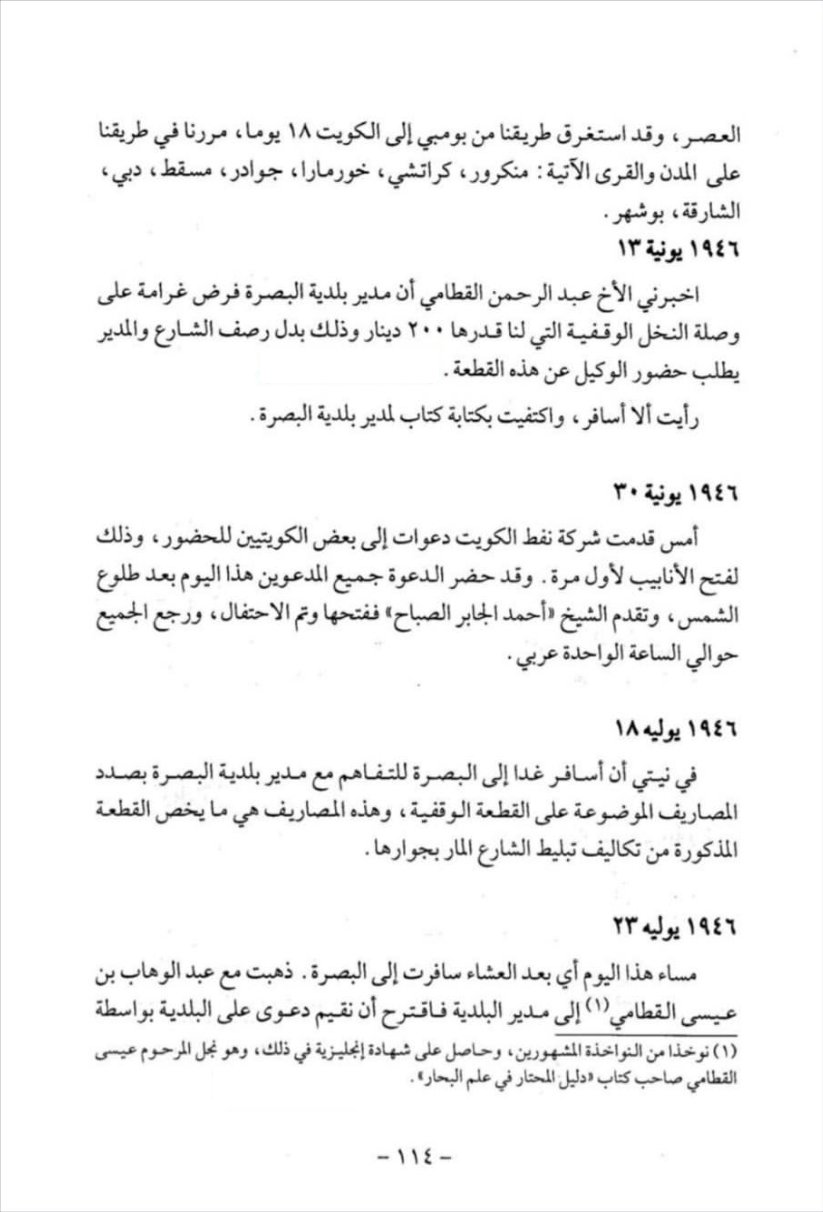 العصر، وقد استغرق طريقنا من بومبي إلى الكويت ١٨ يوما، مررنا في طريقنا
على المدن والقرى الآتية: منكرور، كراتشي، خورمارا، جوادر، مسقط، دبي،
الشارقة، بوشهر.
١٩٤٦ يونية ١٣
اخبرني الأخ عبد الرحمن القطامي أن مدير بلدية البصرة فرض غرامة على
وصلة النخل الوقفية التي لنا قدرها ٢٠٠ دينار وذلك بدل رصف الشارع والمدير
يطلب حضور الوكيل عن هذه القطعة.
رأيت ألا أسافر، واكتفيت بكتابة كتاب لمدير بلدية البصرة.
١٩٤٦ يونية ٣٠
أمس قدمت شركة نفط الكويت دعوات إلى بعض الكويتيين للحضور، وذلك
لفتح الأنابيب لأول مرة. وقد حضر الدعوة جميع المدعوين هذا اليوم بعد طلوع
الشمس، وتقدم الشيخ «أحمد الجابر الصباح» ففتحها وتم الاحتفال، ورجع الجميع
حوالي الساعة الواحدة عربي.
١٩٤٦ يوليه ١٨
في نيتي أن أسافر غدا إلى البصرة للتفاهم مع مدير بلدية البصرة بصدد
المصاريف الموضوعة على القطعة الوقفية، وهذه المصاريف هي ما يخص القطعة
المذكورة من تكاليف تبليط الشارع المار بجوارها.
١٩٤٦ يوليه ٢٣
مساء هذا اليوم أي بعد العشاء سافرت إلى البصرة. ذهبت مع عبد الوهاب بن
عيسى القطامي(١) إلى مدير البلدية فاقترح أن نقيم دعوى على البلدية بواسطة
(١) نوخذا من النواخذة المشهورين، وحاصل على شهادة إنجليزية في ذلك، وهو نجل المرحوم عيسى
القطامي صاحب كتاب «دليل المحتار في علم البحار».
- ١١٤ -